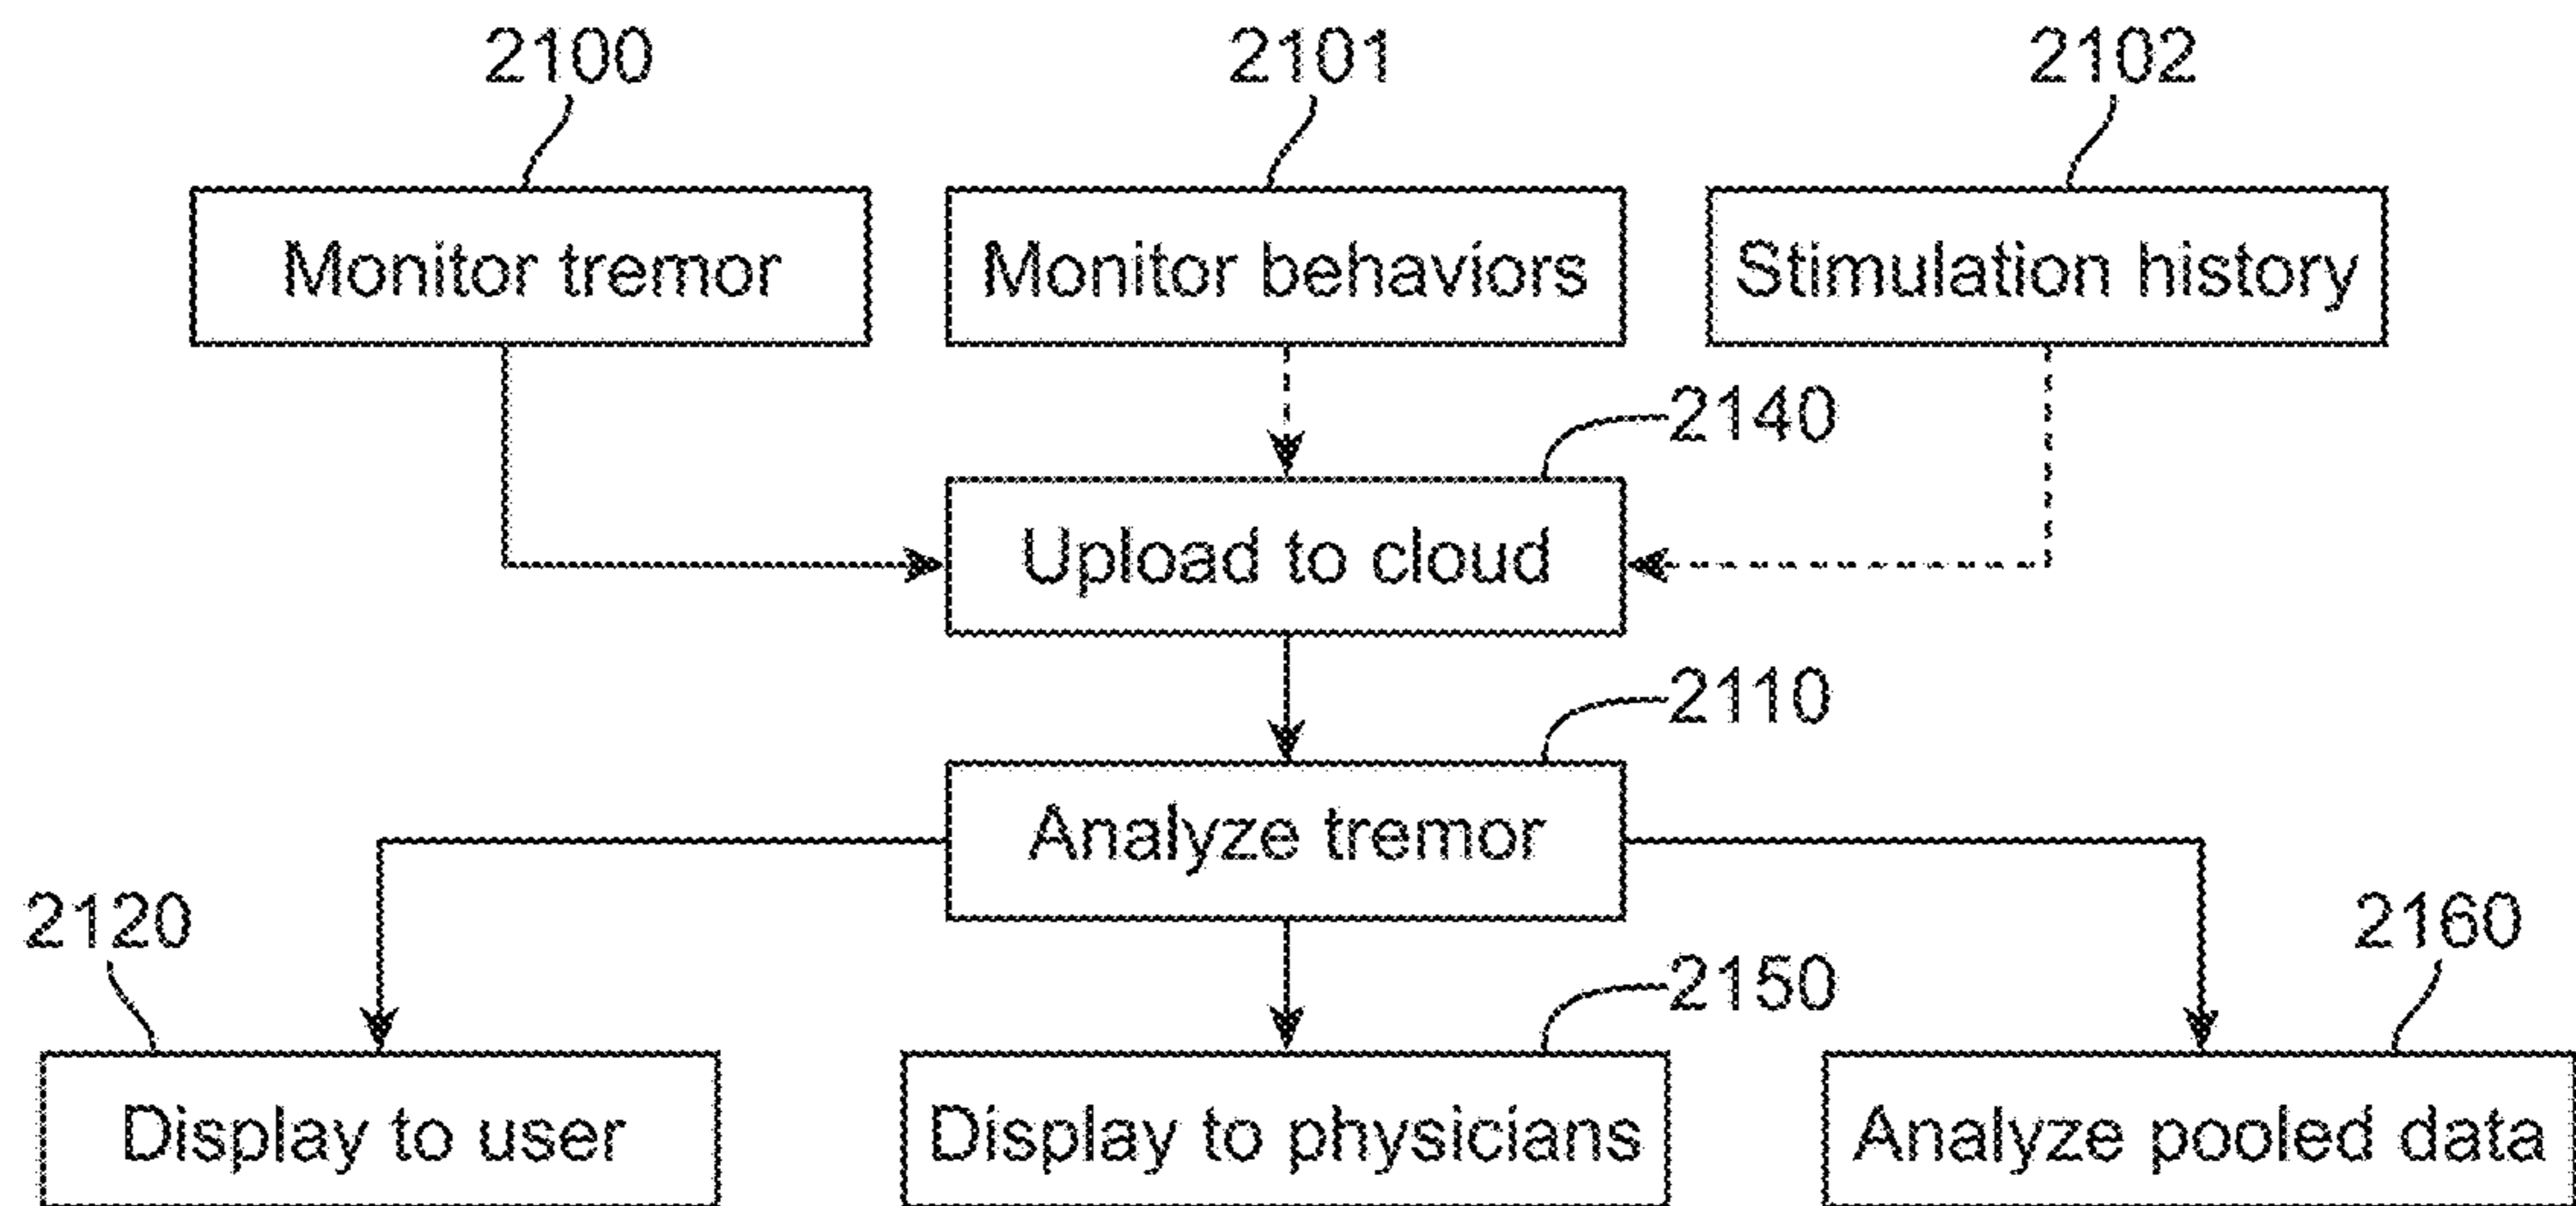 2100
2101
2102
Monitor tremor
Monitor behaviors
Stimulation history
2140
Upload to cloud
2110
Analyze tremor
2120
2150
2160
Display to user
Display to physicians
Analyze pooled data